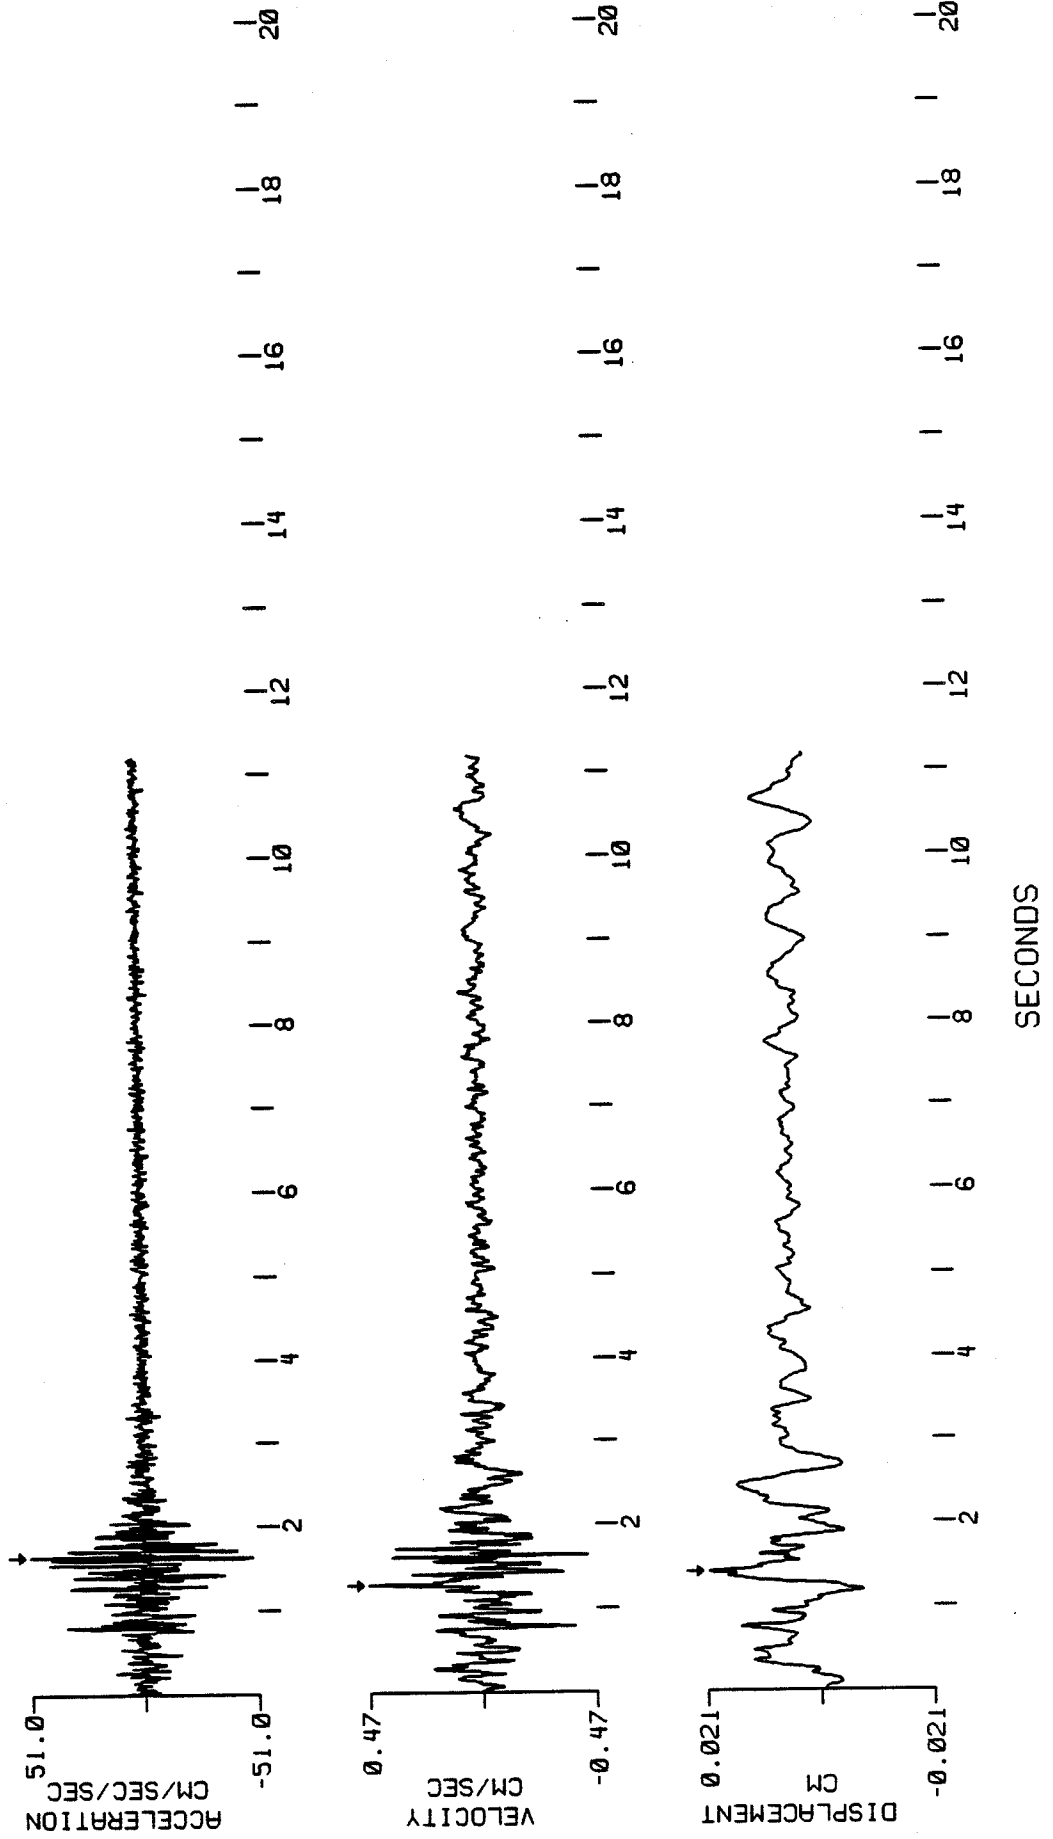 ACCELERATION
CM/SEC/SEC
51.0
-51.0
2 4 6 8 10 12 14 16 18 20
VELOCITY
CM/SEC
0.47
-0.47
2 4 6 8 10 12 14 16 18 20
DISPLACEMENT
CM
0.021
-0.021
2 4 6 8 10 12 14 16 18 20
SECONDS